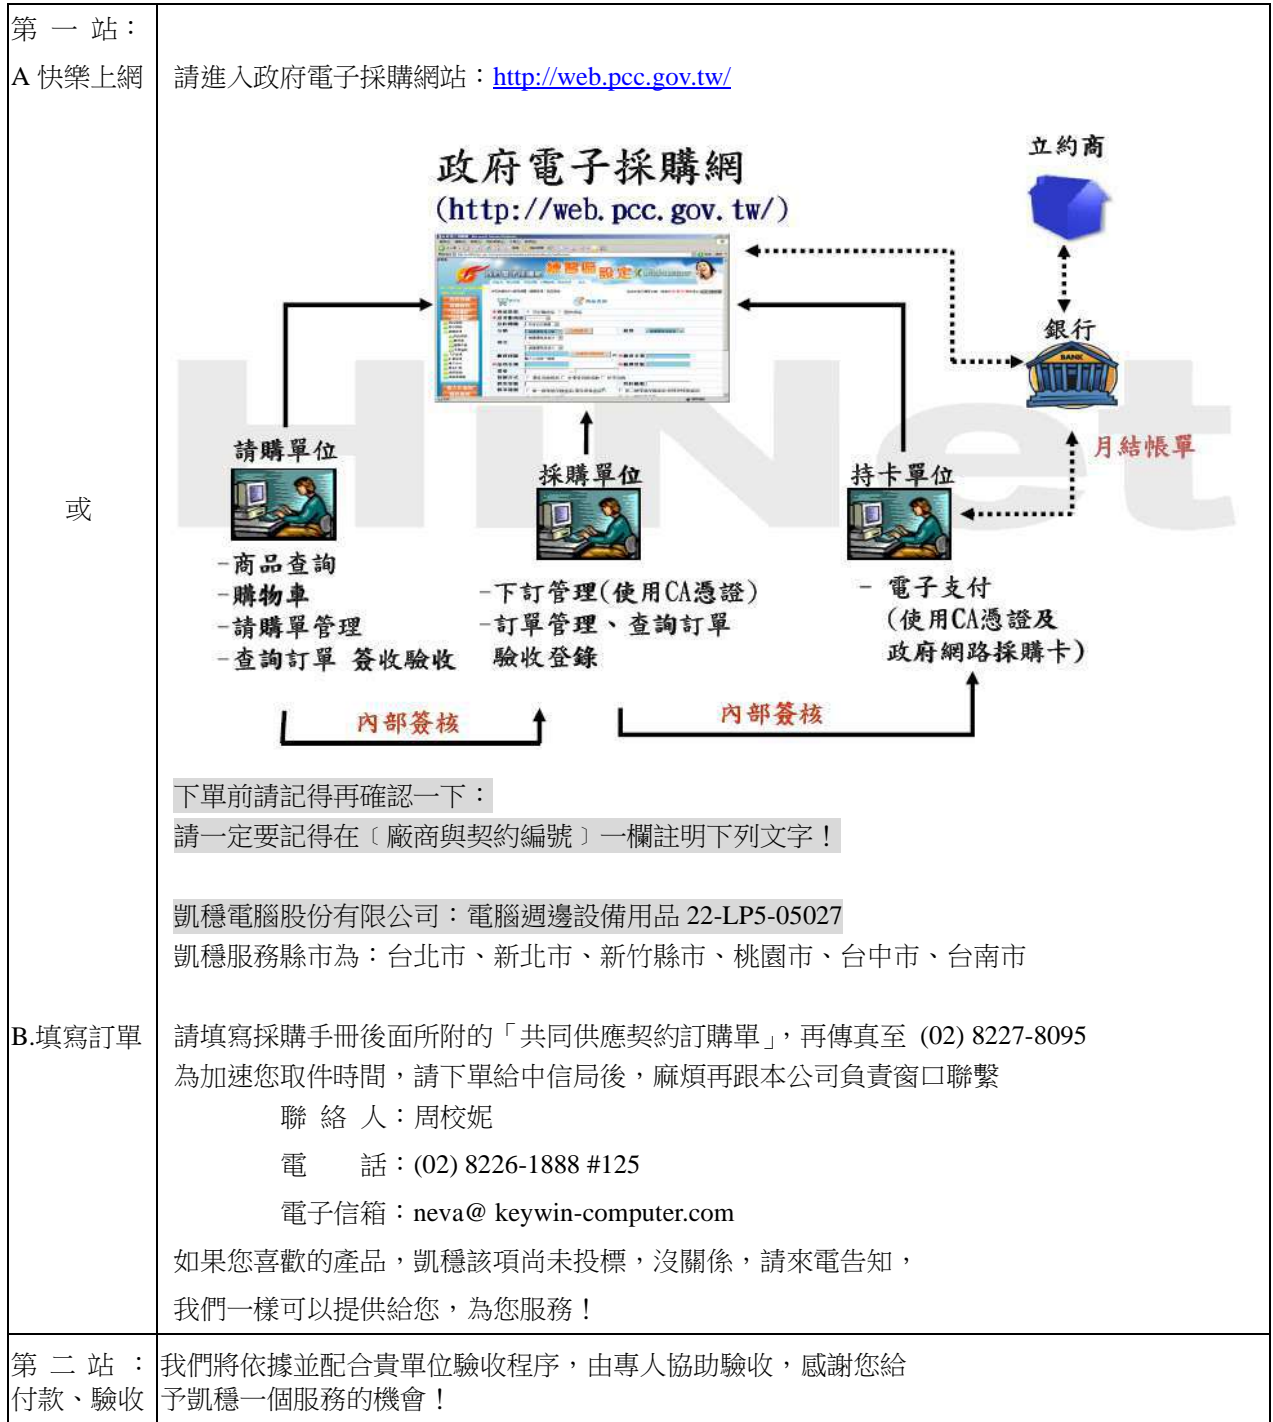 第 一 站：
A 快樂上網
請進入政府電子採購網站：http://web.pcc.gov.tw/
政府電子採購網
(http://web.pcc.gov.tw/)
立約商
銀行
月結帳單
HiNet
請購單位
-商品查詢
-購物車
-請購單管理
-查詢訂單 簽收驗收
採購單位
-下訂管理(使用CA憑證)
-訂單管理、查詢訂單
驗收登錄
持卡單位
- 電子支付
(使用CA憑證及
政府網路採購卡)
內部簽核
內部簽核
或
下單前請記得再確認一下：
請一定要記得在﹝廠商與契約編號﹞一欄註明下列文字！
凱穩電腦股份有限公司：電腦週邊設備用品 22-LP5-05027
凱穩服務縣市為：台北市、新北市、新竹縣市、桃園市、台中市、台南市
B.填寫訂單
請填寫採購手冊後面所附的「共同供應契約訂購單」，再傳真至 (02) 8227-8095
為加速您取件時間，請下單給中信局後，麻煩再跟本公司負責窗口聯繫
聯 絡 人：周校妮
電 話：(02) 8226-1888 #125
電子信箱：neva@ keywin-computer.com
如果您喜歡的產品，凱穩該項尚未投標，沒關係，請來電告知，
我們一樣可以提供給您，為您服務！
第 二 站 ：
付款、驗收
我們將依據並配合貴單位驗收程序，由專人協助驗收，感謝您給
予凱穩一個服務的機會！